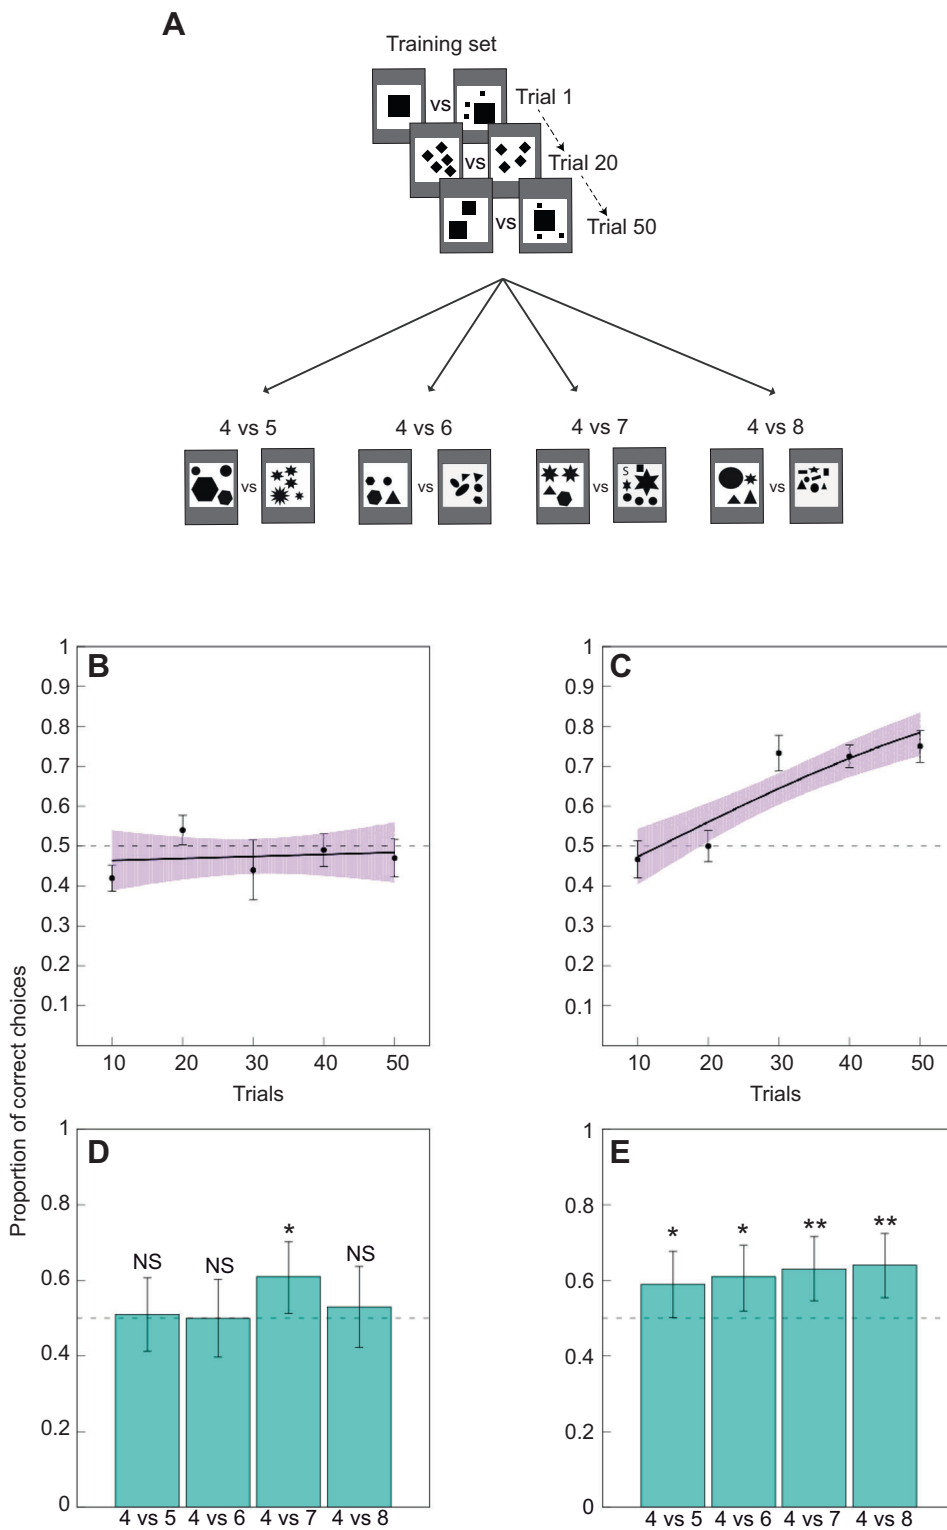 A
Training set
vs
Trial 1
vs
Trial 20
vs
Trial 50
4 vs 5
4 vs 6
4 vs 7
4 vs 8
vs
vs
S
vs
vs
Proportion of correct choices
B
1
0.9
0.8
0.7
0.6
0.5
0.4
0.3
0.2
0.1
10 20 30 40 50
Trials
C
1
0.9
0.8
0.7
0.6
0.5
0.4
0.3
0.2
0.1
10 20 30 40 50
Trials
D
1
0.8
0.6
0.4
0.2
0
NS
NS
*
NS
4 vs 5 4 vs 6 4 vs 7 4 vs 8
E
1
0.8
0.6
0.4
0.2
0
*
*
**
**
4 vs 5 4 vs 6 4 vs 7 4 vs 8